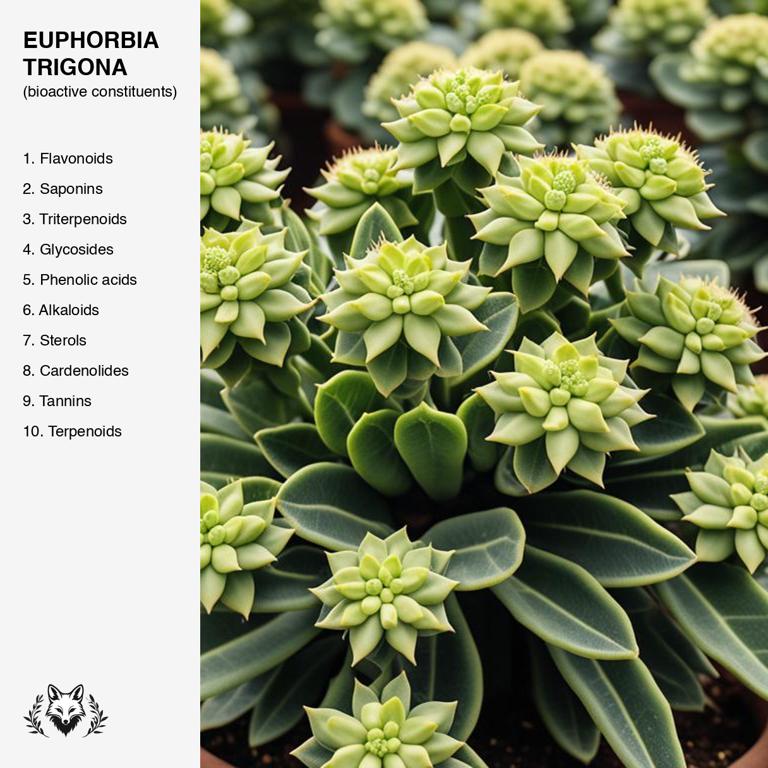 EUPHORBIA
TRIGONA
(bioactive constituents)
1. Flavonoids
2. Saponins
3. Triterpenoids
4. Glycosides
5. Phenolic acids
6. Alkaloids
7. Sterols
8. Cardenolides
9. Tannins
10. Terpenoids